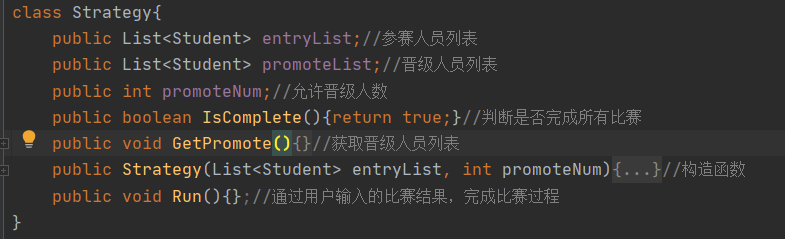 class Strategy{
public List<Student> entryList;//参赛人员列表
public List<Student> promoteList;//晋级人员列表
public int promoteNum;//允许晋级人数
public boolean IsComplete(){return true;}//判断是否完成所有比赛
public void GetPromote(){}//获取晋级人员列表
public Strategy(List<Student> entryList, int promoteNum){...}//构造函数
public void Run(){};//通过用户输入的比赛结果，完成比赛过程
}